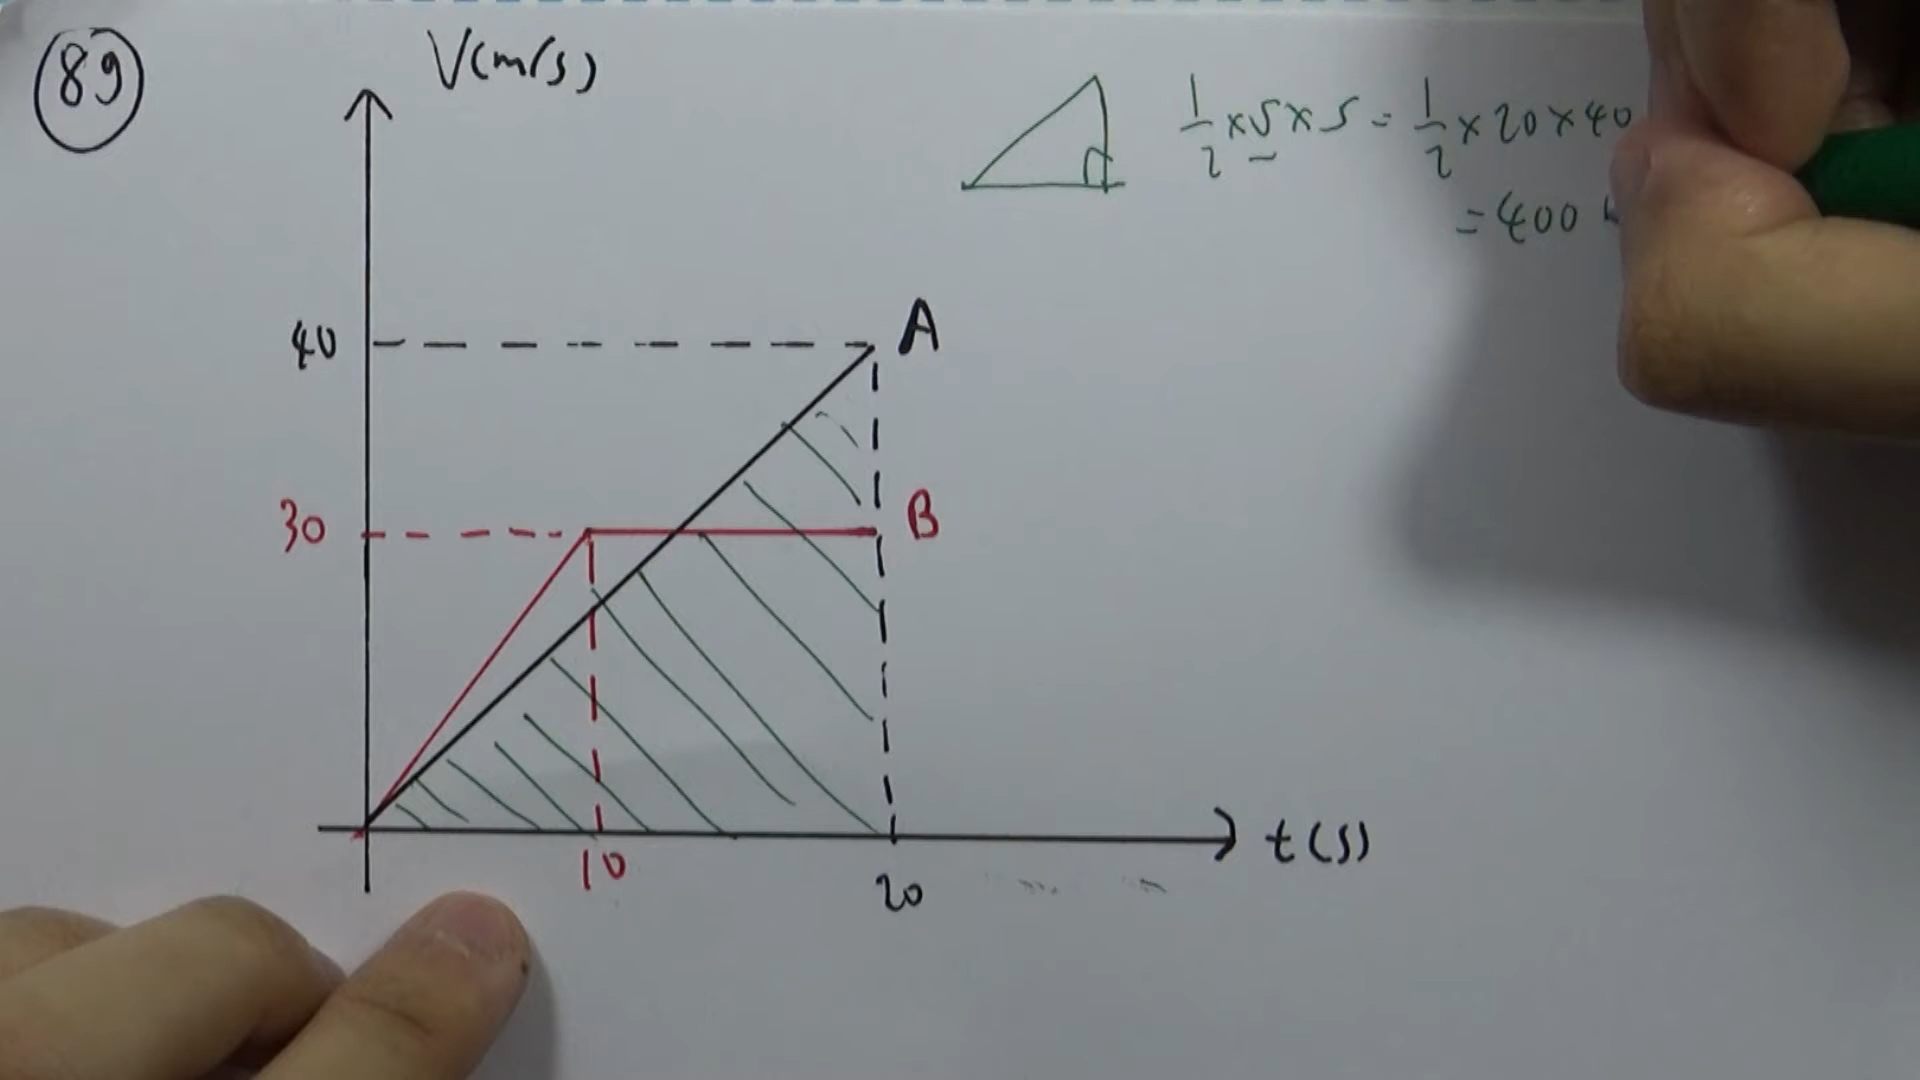 89
V(m/s)
1/2 × 5 × 5 = 1/2 × 20 × 40
= 400
40
A
30
B
10
20
t(s)